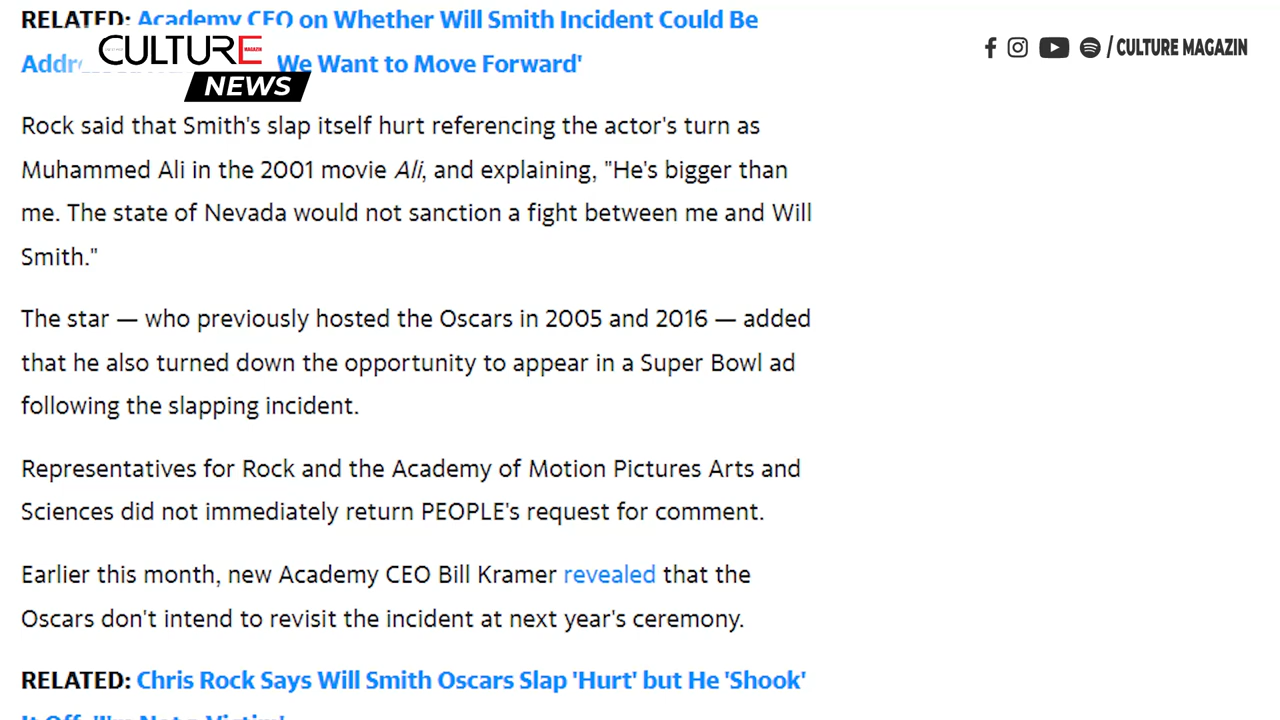 RELATED: Academy CEO on Whether Will Smith Incident Could Be
CULTURE
MAGAZIN
/ CULTURE MAGAZIN
We Want to Move Forward'
NEWS
Rock said that Smith's slap itself hurt referencing the actor's turn as
Muhammed Ali in the 2001 movie Ali, and explaining, "He's bigger than
me. The state of Nevada would not sanction a fight between me and Will
Smith."
The star — who previously hosted the Oscars in 2005 and 2016 — added
that he also turned down the opportunity to appear in a Super Bowl ad
following the slapping incident.
Representatives for Rock and the Academy of Motion Pictures Arts and
Sciences did not immediately return PEOPLE's request for comment.
Earlier this month, new Academy CEO Bill Kramer revealed that the
Oscars don't intend to revisit the incident at next year's ceremony.
RELATED: Chris Rock Says Will Smith Oscars Slap 'Hurt' but He 'Shook'
It Off: 'I'm Not a Victim'